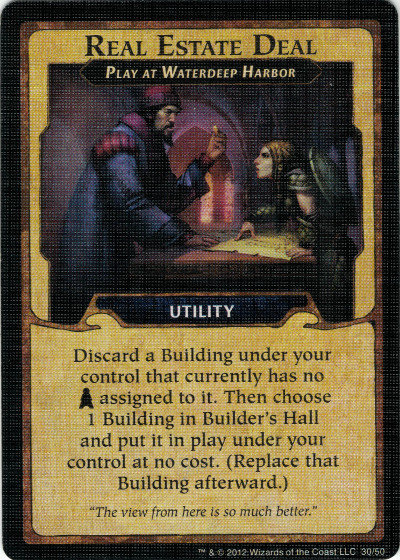 REAL ESTATE DEAL
PLAY AT WATERDEEP HARBOR
UTILITY
Discard a Building under your
control that currently has no
assigned to it. Then choose
1 Building in Builder's Hall
and put it in play under your
control at no cost. (Replace that
Building afterward.)
"The view from here is so much better."
™ & © 2012 Wizards of the Coast LLC 30/50